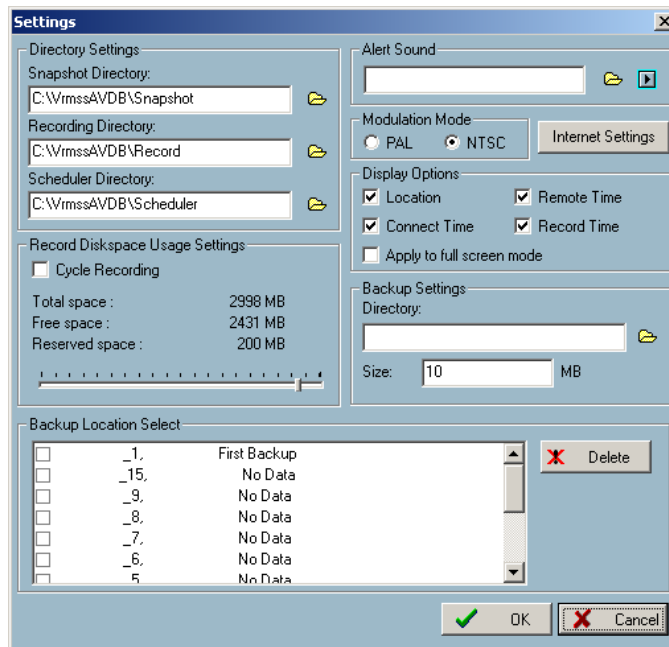 Settings
Directory Settings
Snapshot Directory:
C:\VrmssAVDB\Snapshot
Recording Directory:
C:\VrmssAVDB\Record
Scheduler Directory:
C:\VrmssAVDB\Scheduler
Record Diskspace Usage Settings
Cycle Recording
Total space : 2998 MB
Free space : 2431 MB
Reserved space : 200 MB
Alert Sound
Modulation Mode
PAL NTSC
Internet Settings
Display Options
Location Remote Time
Connect Time Record Time
Apply to full screen mode
Backup Settings
Directory:
Size: 10 MB
Backup Location Select
_1, First Backup
_15, No Data
_9, No Data
_8, No Data
_7, No Data
_6, No Data
_5 No Data
Delete
OK Cancel